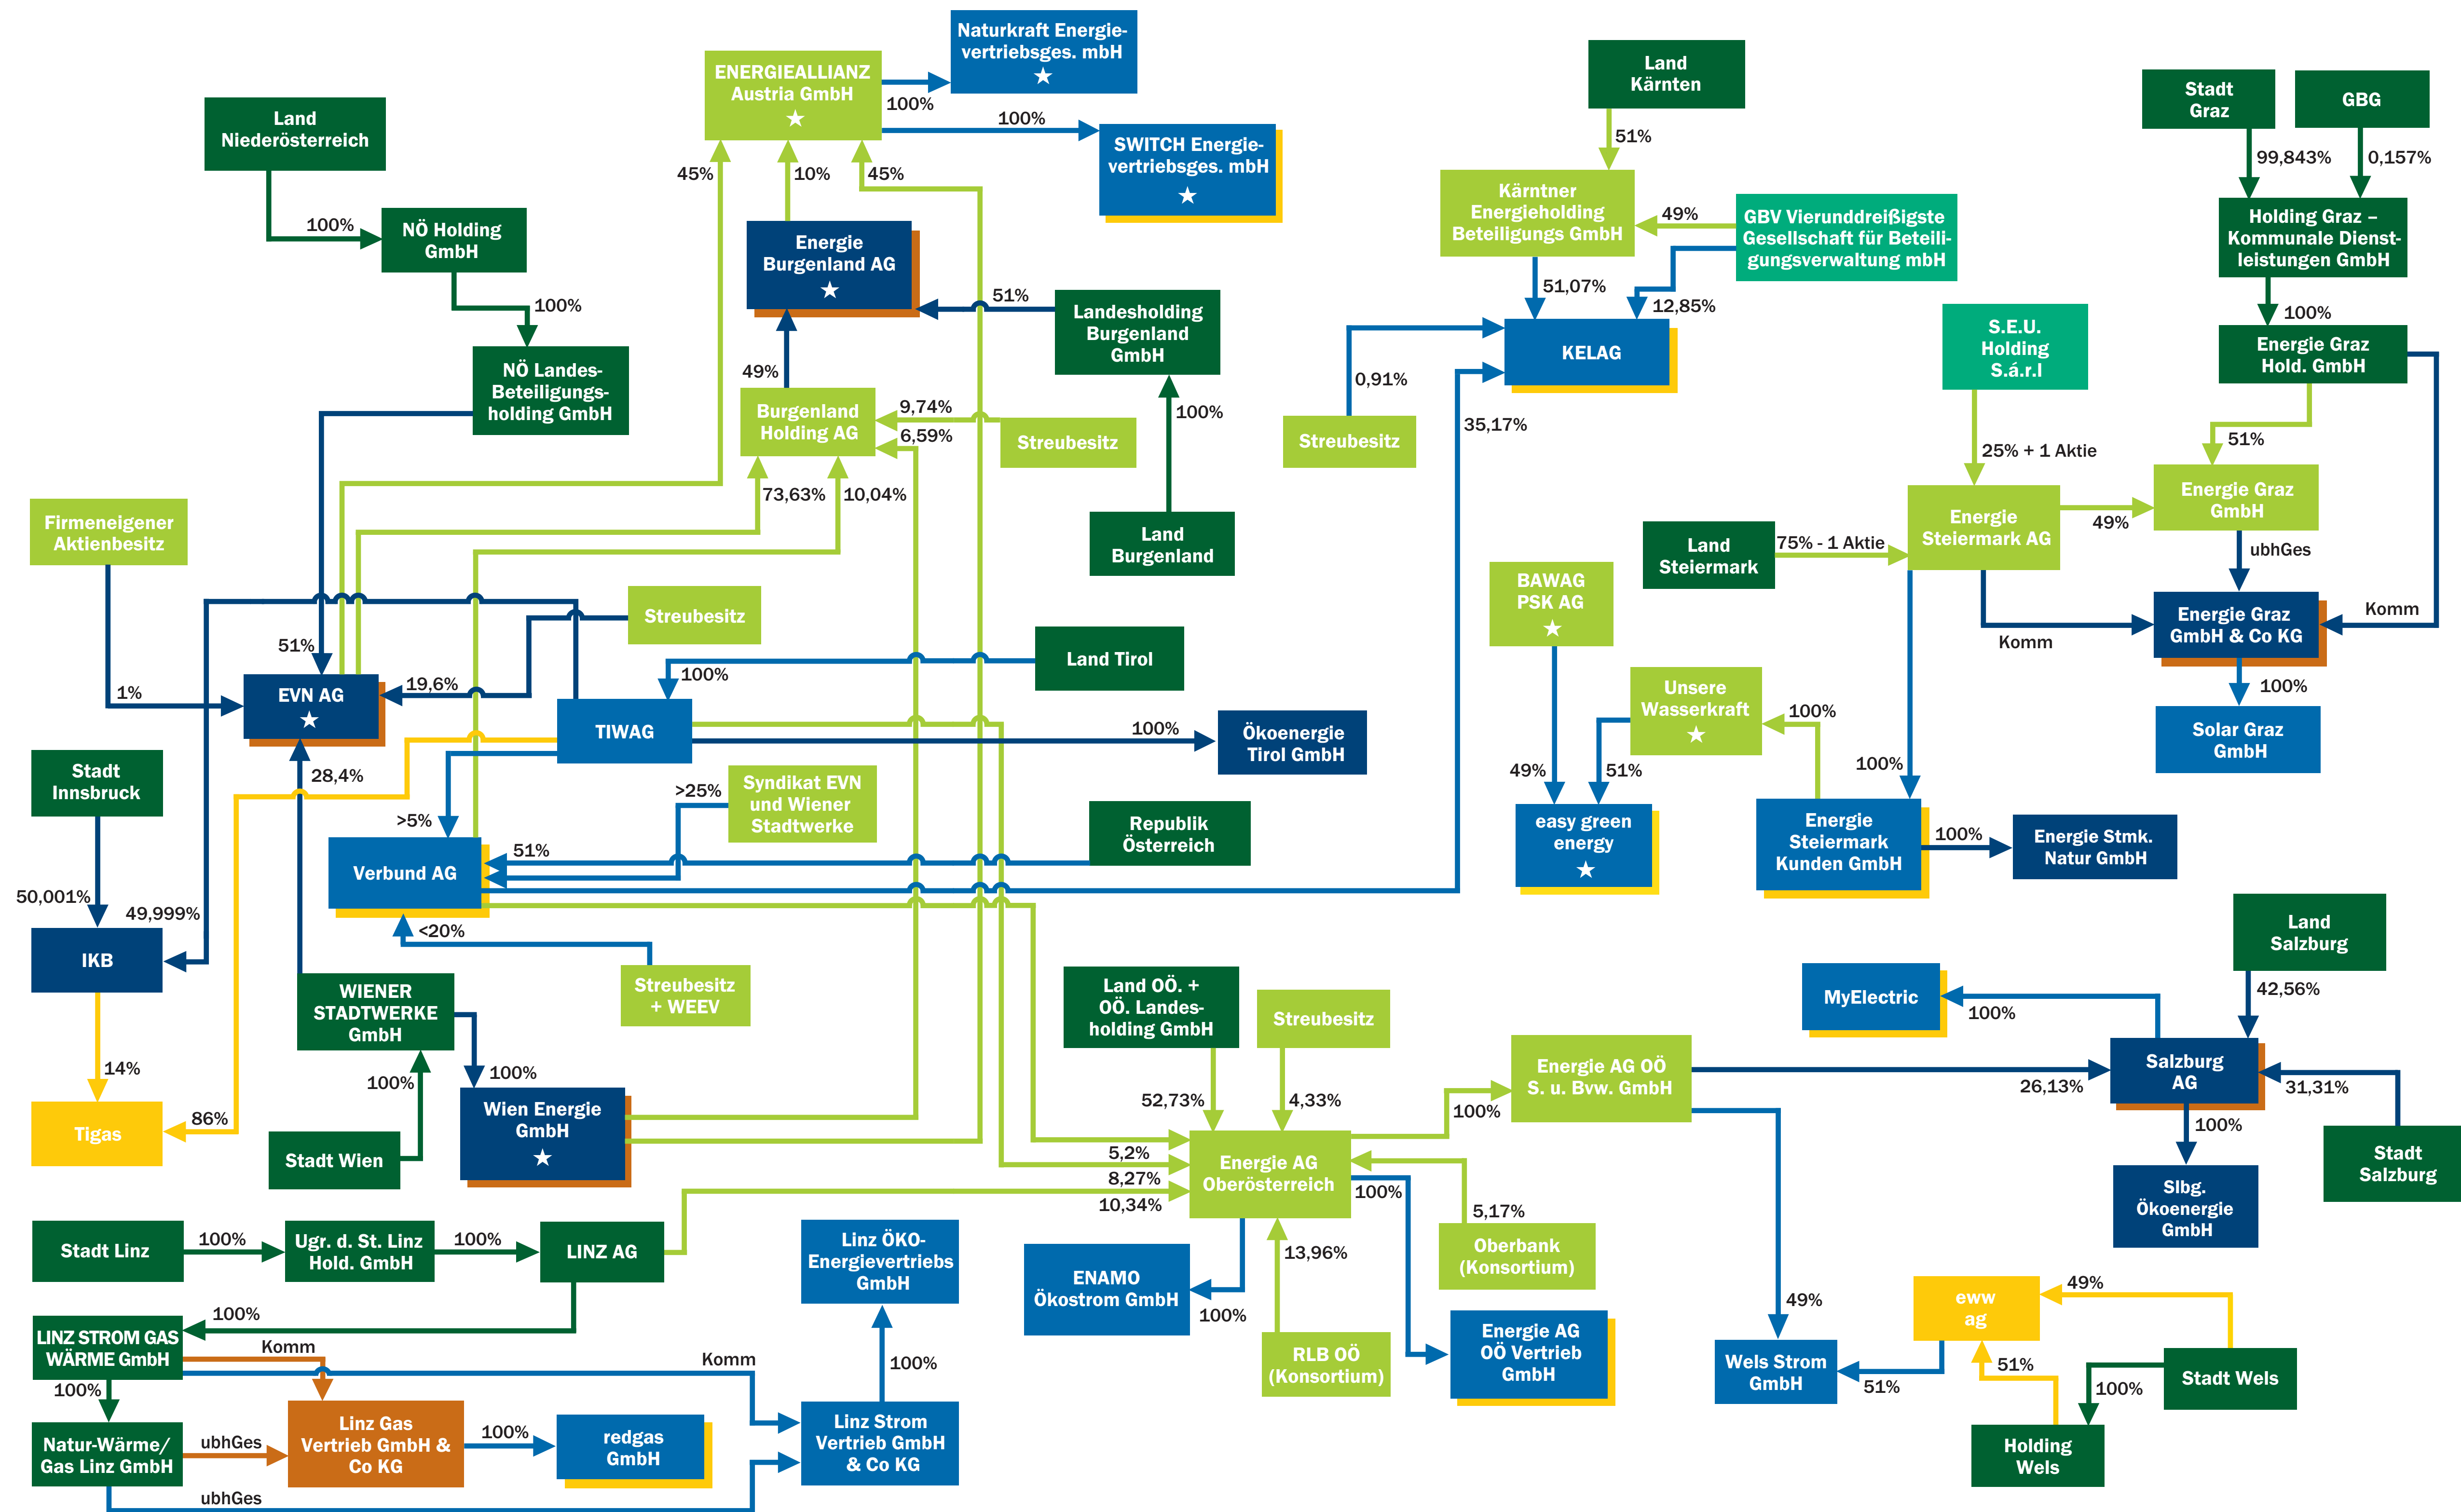 Naturkraft Energie-
vertriebsges. mbH
ENERGIEALLIANZ
Austria GmbH
100%
100%
SWITCH Energie-
vertriebsges. mbH
Land
Niederösterreich
45%
10%
45%
100%
NÖ Holding
GmbH
Energie
Burgenland AG
100%
51%
Landesholding
Burgenland
GmbH
NÖ Landes-
Beteiligungs-
holding GmbH
49%
Burgenland
Holding AG
9,74%
6,59%
Streubesitz
100%
73,63%
10,04%
Land
Burgenland
Land
Kärnten
51%
Kärntner
Energieholding
Beteiligungs GmbH
49%
GBV Vierunddreißigste
Gesellschaft für Beteili-
gungsverwaltung mbH
51,07%
12,85%
KELAG
0,91%
35,17%
Streubesitz
Stadt
Graz
GBG
99,843%
0,157%
Holding Graz –
Kommunale Dienst-
leistungen GmbH
100%
Energie Graz
Hold. GmbH
S.E.U.
Holding
S.á.r.l
51%
25% + 1 Aktie
Energie Graz
GmbH
Energie
Steiermark AG
49%
Land
Steiermark
75% - 1 Aktie
ubhGes
Energie Graz
GmbH & Co KG
Komm
Komm
100%
Solar Graz
GmbH
BAWAG
PSK AG
Unsere
Wasserkraft
100%
49%
51%
100%
easy green
energy
Energie
Steiermark
Kunden GmbH
100%
Energie Stmk.
Natur GmbH
Firmeneigener
Aktienbesitz
Streubesitz
51%
1%
EVN AG
19,6%
Land Tirol
100%
TIWAG
100%
Ökoenergie
Tirol GmbH
Stadt
Innsbruck
28,4%
>5%
>25%
Syndikat EVN
und Wiener
Stadtwerke
Republik
Österreich
51%
Verbund AG
50,001%
49,999%
<20%
IKB
Streubesitz
+ WEEV
WIENER
STADTWERKE
GmbH
14%
100%
100%
Tigas
86%
Wien Energie
GmbH
Stadt Wien
Land OÖ. +
OÖ. Landes-
holding GmbH
Streubesitz
52,73%
4,33%
100%
Energie AG OÖ
S. u. Bvw. GmbH
5,2%
8,27%
10,34%
Energie AG
Oberösterreich
100%
5,17%
Oberbank
(Konsortium)
13,96%
ENAMO
Ökostrom GmbH
100%
RLB OÖ
(Konsortium)
Energie AG
OÖ Vertrieb
GmbH
Land
Salzburg
MyElectric
100%
42,56%
26,13%
Salzburg
AG
31,31%
100%
Stadt
Salzburg
Slbg.
Ökoenergie
GmbH
49%
49%
eww
ag
Wels Strom
GmbH
51%
51%
Stadt Wels
100%
Holding
Wels
Stadt Linz
100%
Ugr. d. St. Linz
Hold. GmbH
100%
LINZ AG
Linz ÖKO-
Energievertriebs
GmbH
100%
LINZ STROM GAS
WÄRME GmbH
Komm
Komm
100%
100%
Natur-Wärme/
Gas Linz GmbH
ubhGes
Linz Gas
Vertrieb GmbH &
Co KG
100%
redgas
GmbH
Linz Strom
Vertrieb GmbH
& Co KG
ubhGes